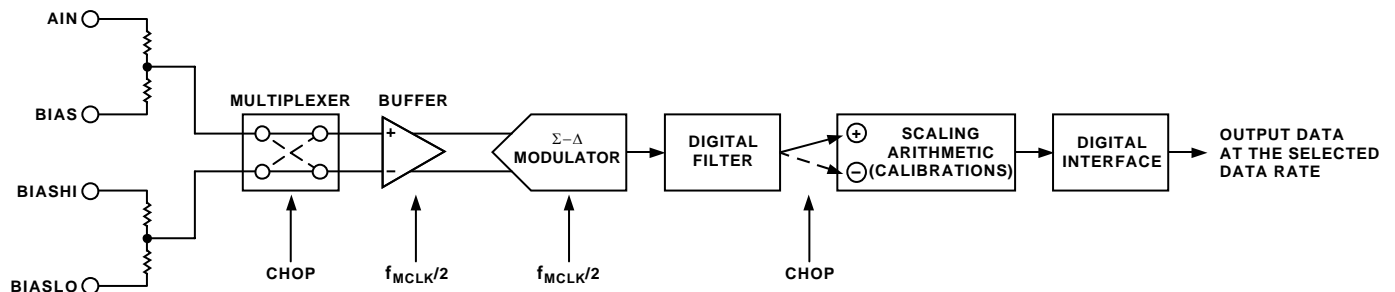 AIN
BIAS
BIASHI
BIASLO
MULTIPLEXER
CHOP
BUFFER
+
−
fMCLK/2
Σ−Δ
MODULATOR
fMCLK/2
DIGITAL
FILTER
CHOP
+
−
SCALING
ARITHMETIC
(CALIBRATIONS)
DIGITAL
INTERFACE
OUTPUT DATA
AT THE SELECTED
DATA RATE